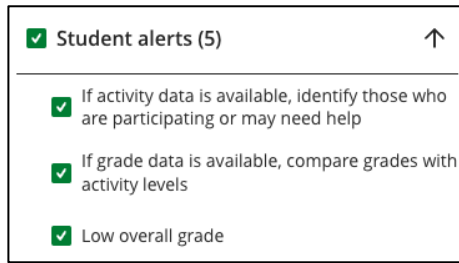 Student alerts (5)
If activity data is available, identify those who
are participating or may need help
If grade data is available, compare grades with
activity levels
Low overall grade